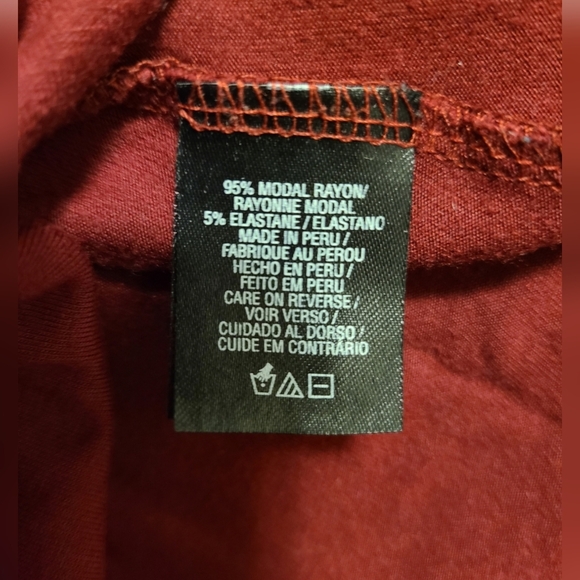 95% MODAL RAYON/
RAYONNE MODAL
5% ELASTANE / ELASTANO
MADE IN PERU /
FABRIQUE AU PEROU
HECHO EN PERU /
FEITO EM PERU
CARE ON REVERSE /
VOIR VERSO /
CUIDADO AL DORSO /
CUIDE EM CONTRÁRIO